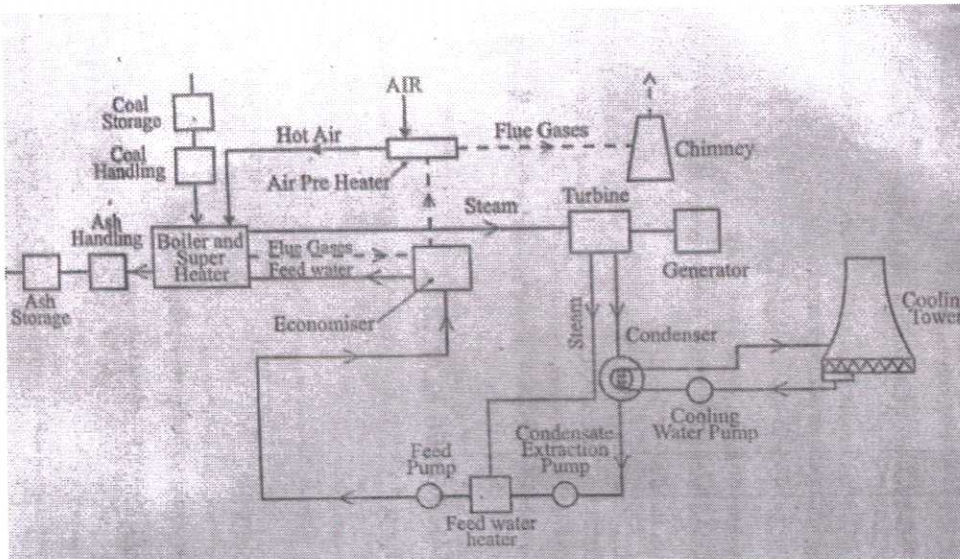 AIR
Coal
Storage
Hot Air
Flue Gases
Coal
Handling
Chimney
Air Pre Heater
Steam
Turbine
Ash
Handling
Boiler and
Super
Heater
Flue Gases
Feed water
Generator
Ash
Storage
Economiser
Steam
Condenser
Cooling
Tower
Cooling
Water Pump
Feed
Pump
Condensate
Extraction
Pump
Feed water
heater